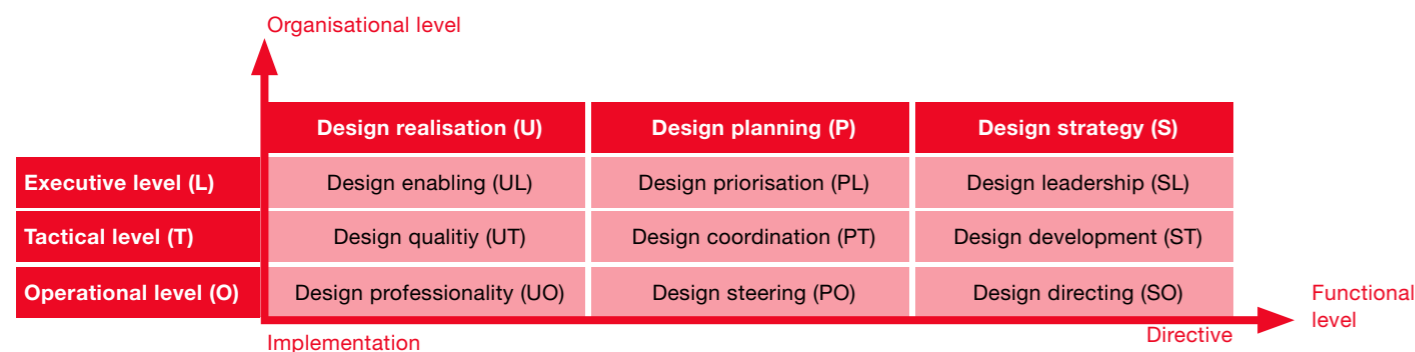 Organisational level
Design realisation (U) Design planning (P) Design strategy (S)
Executive level (L) Design enabling (UL) Design priorisation (PL) Design leadership (SL)
Tactical level (T) Design qualitiy (UT) Design coordination (PT) Design development (ST)
Operational level (O) Design professionality (UO) Design steering (PO) Design directing (SO)
Functional
level
Implementation Directive